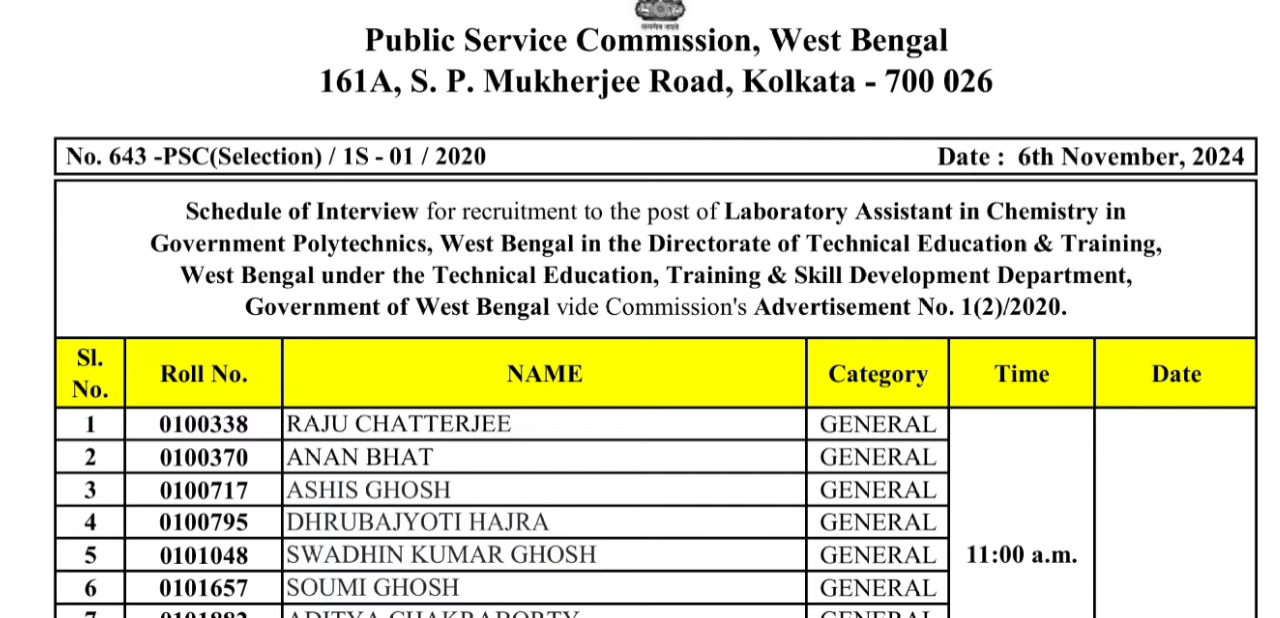 Public Service Commission, West Bengal
161A, S. P. Mukherjee Road, Kolkata - 700 026
No. 643 -PSC(Selection) / 1S - 01 / 2020 Date : 6th November, 2024
Schedule of Interview for recruitment to the post of Laboratory Assistant in Chemistry in
Government Polytechnics, West Bengal in the Directorate of Technical Education & Training,
West Bengal under the Technical Education, Training & Skill Development Department,
Government of West Bengal vide Commission's Advertisement No. 1(2)/2020.
Sl. No. Roll No. NAME Category Time Date
1 0100338 RAJU CHATTERJEE GENERAL
2 0100370 ANAN BHAT GENERAL
3 0100717 ASHIS GHOSH GENERAL
4 0100795 DHRUBAJYOTI HAJRA GENERAL
5 0101048 SWADHIN KUMAR GHOSH GENERAL 11:00 a.m.
6 0101657 SOUMI GHOSH GENERAL
7 ADITYA CHAKRABORTY GENERAL